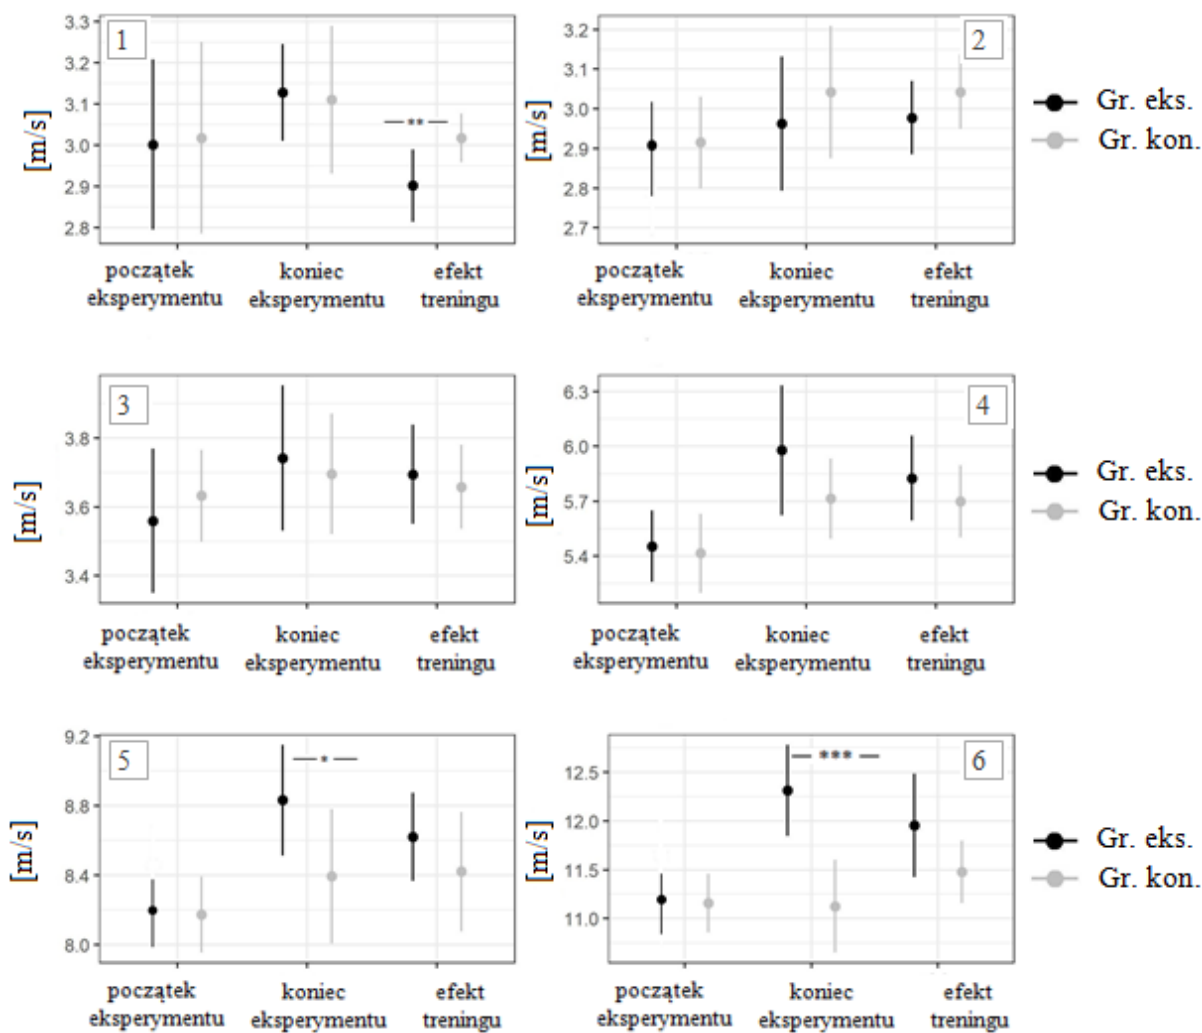 3.3
3.2
3.1
3.0
2.9
2.8
[m/s]
1
**
początek
eksperymentu
koniec
eksperymentu
efekt
treningu
3.2
3.1
3.0
2.9
2.8
2.7
[m/s]
2
początek
eksperymentu
koniec
eksperymentu
efekt
treningu
Gr. eks.
Gr. kon.
3.8
3.6
3.4
[m/s]
3
początek
eksperymentu
koniec
eksperymentu
efekt
treningu
6.3
6.0
5.7
5.4
[m/s]
4
początek
eksperymentu
koniec
eksperymentu
efekt
treningu
Gr. eks.
Gr. kon.
9.2
8.8
8.4
8.0
[m/s]
5
*
początek
eksperymentu
koniec
eksperymentu
efekt
treningu
12.5
12.0
11.5
11.0
[m/s]
6
***
początek
eksperymentu
koniec
eksperymentu
efekt
treningu
Gr. eks.
Gr. kon.